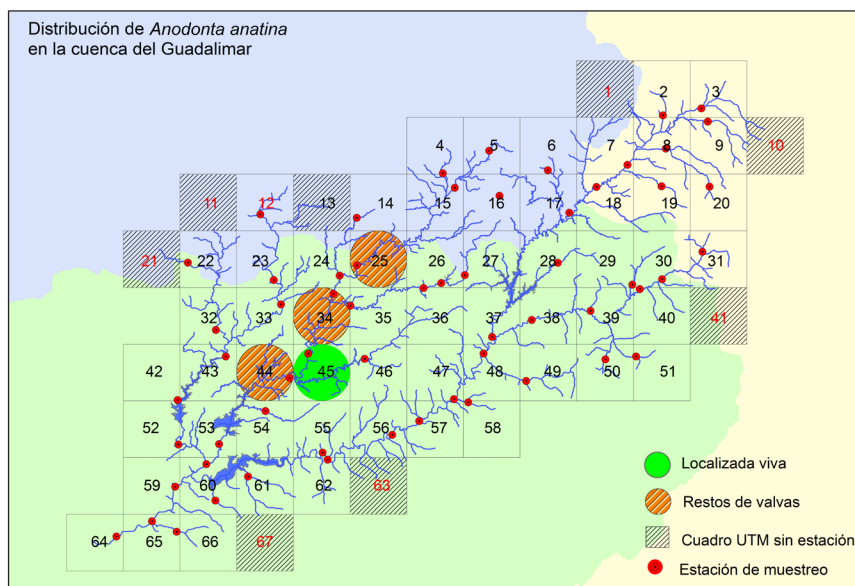 Distribución de Anodonta anatina
en la cuenca del Guadalimar
1 2 3
4 5 6 7 8 9 10
11 12 13 14 15 16 17 18 19 20
21 22 23 24 25 26 27 28 29 30 31
32 33 34 35 36 37 38 39 40 41
42 43 44 45 46 47 48 49 50 51
52 53 54 55 56 57 58
59 60 61 62 63
64 65 66 67
Localizada viva
Restos de valvas
Cuadro UTM sin estación
Estación de muestreo